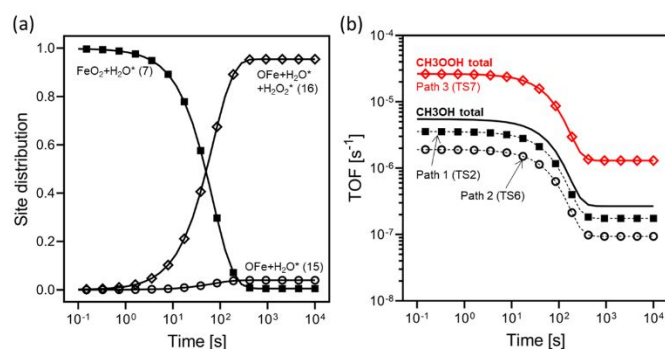 (a)
1.0
0.8
0.6
0.4
0.2
0.0
Site distribution
FeO₂+H₂O* (7)
OFe+H₂O*
+H₂O₂* (16)
OFe+H₂O* (15)
10⁻¹ 10⁰ 10¹ 10² 10³ 10⁴
Time [s]
(b)
10⁻⁴
10⁻⁵
10⁻⁶
10⁻⁷
10⁻⁸
TOF [s⁻¹]
CH3OOH total
Path 3 (TS7)
CH3OH total
Path 1 (TS2)
Path 2 (TS6)
10⁻¹ 10⁰ 10¹ 10² 10³ 10⁴
Time [s]